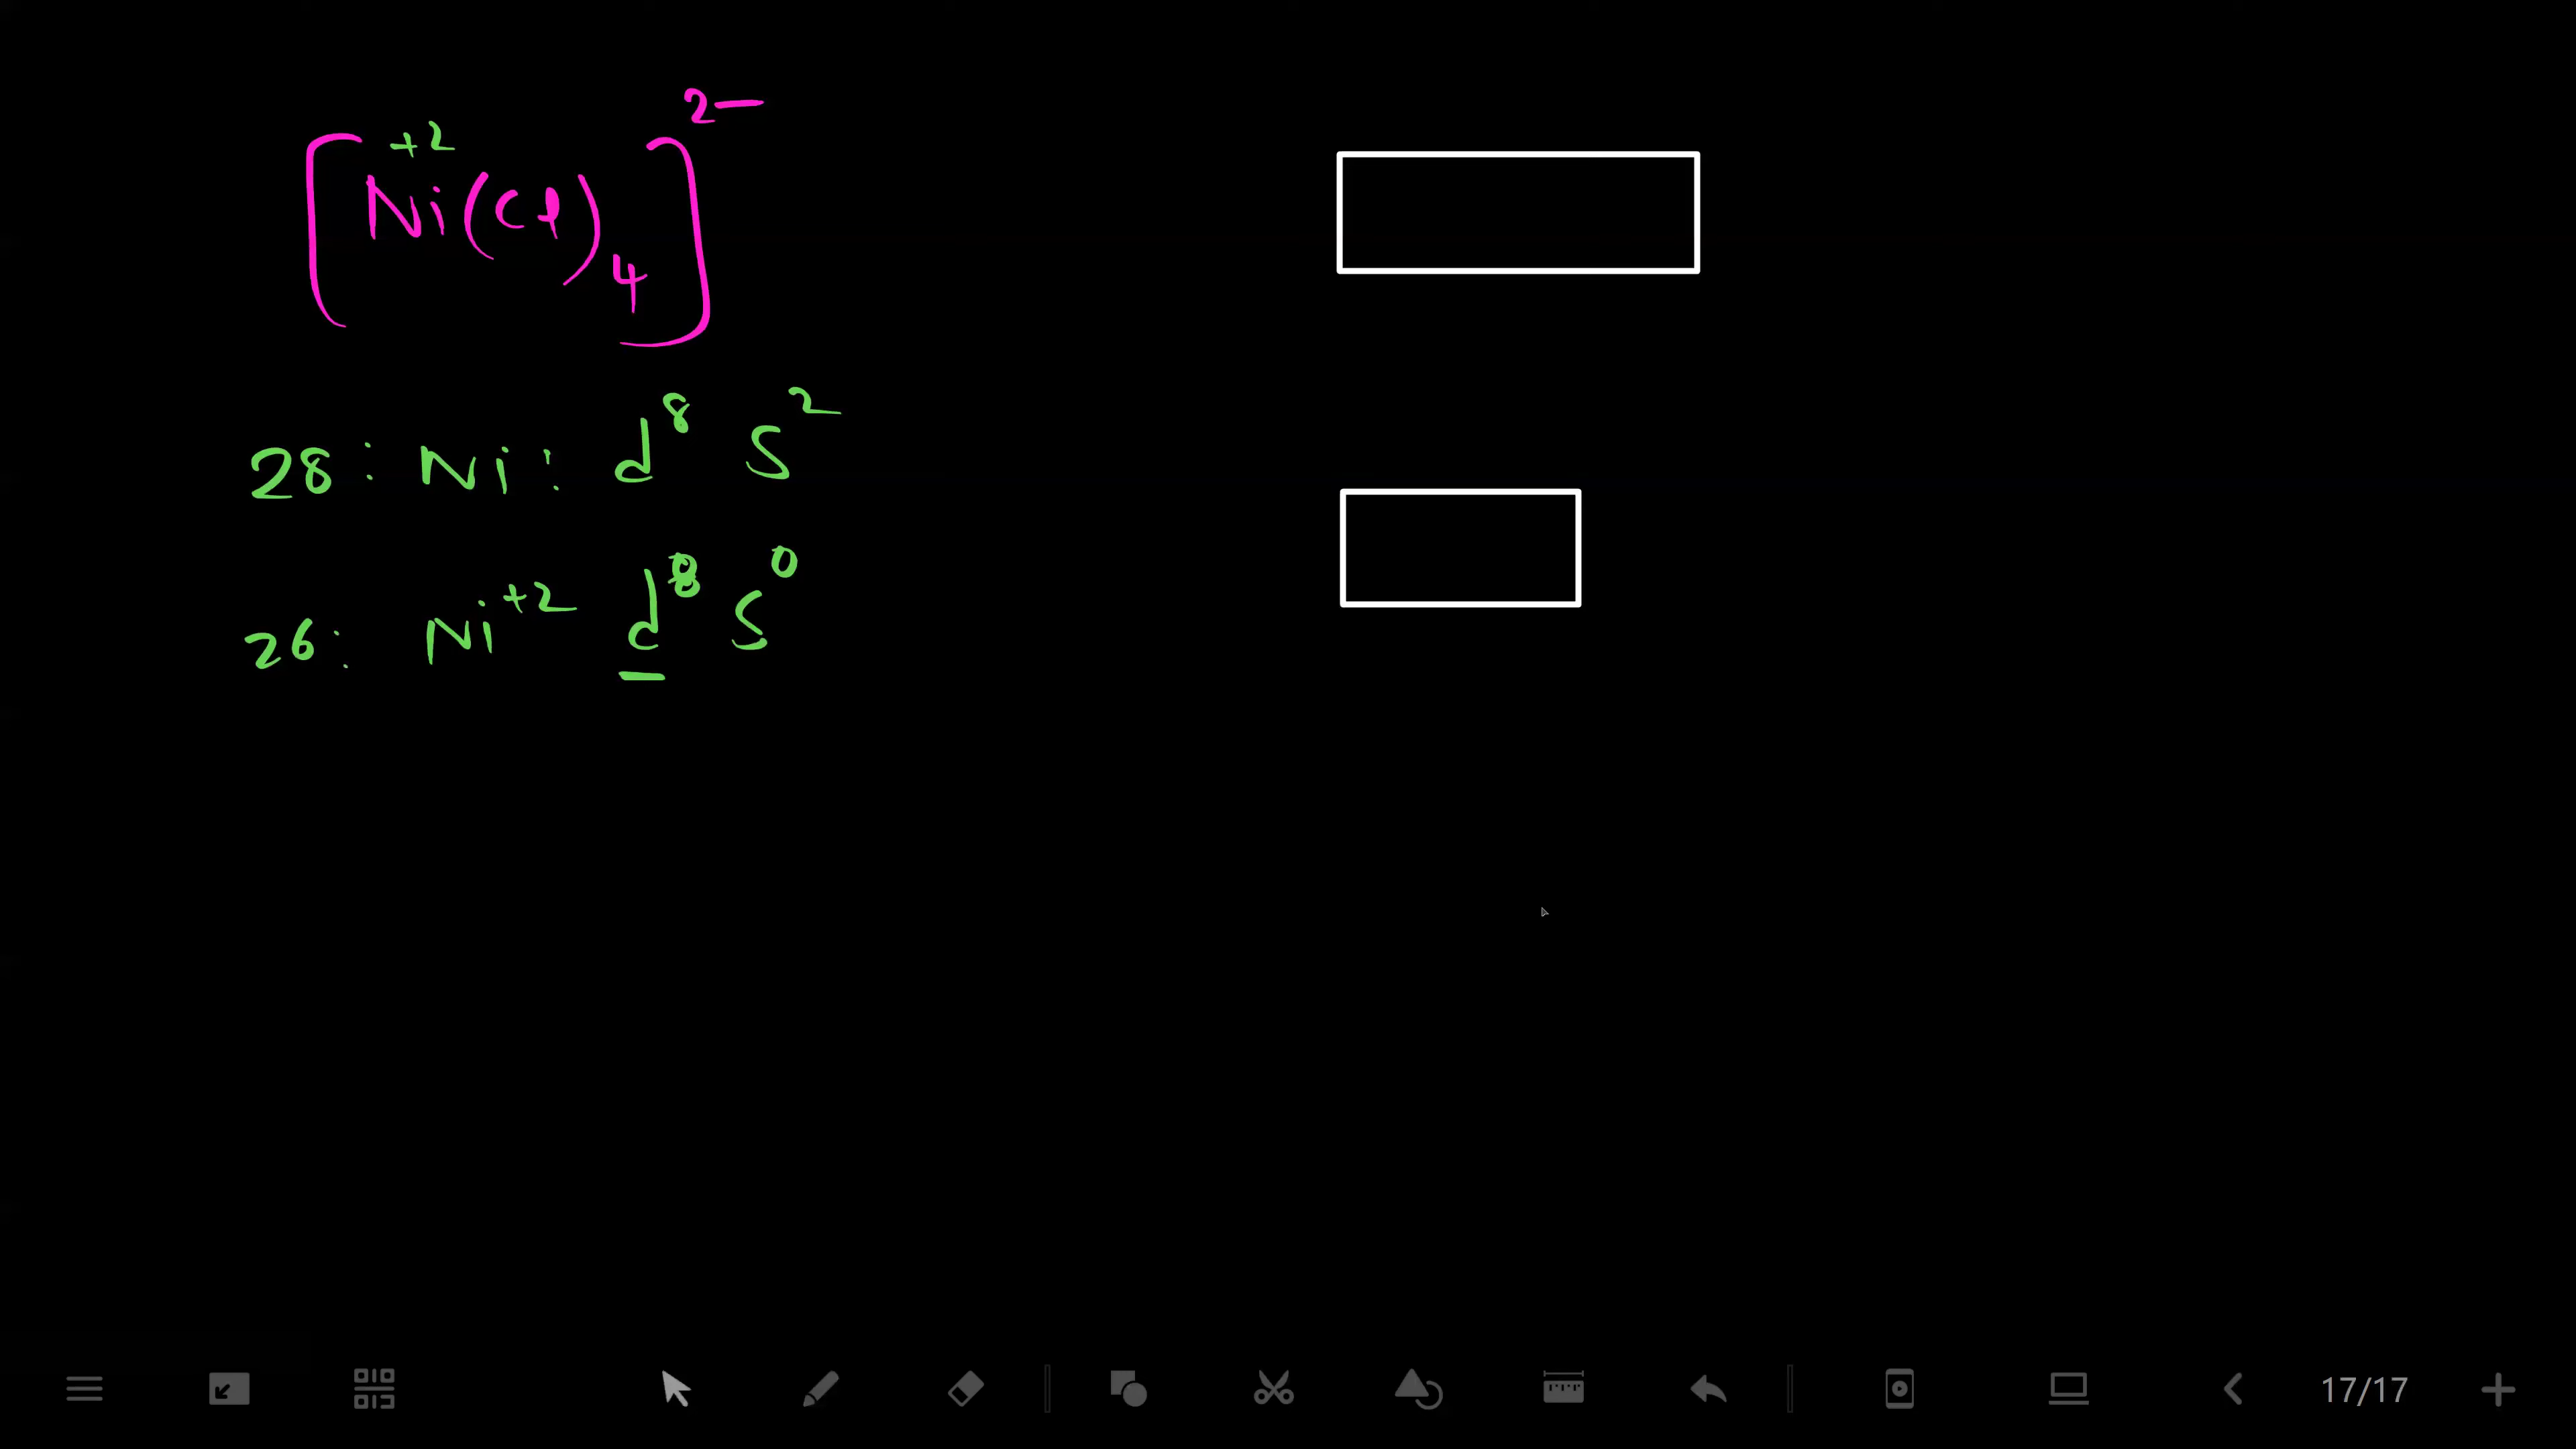 [Ni(Cl)₄]²⁻
+2
28: Ni: d⁸ S²
26: Ni⁺² d⁸ S⁰
17/17